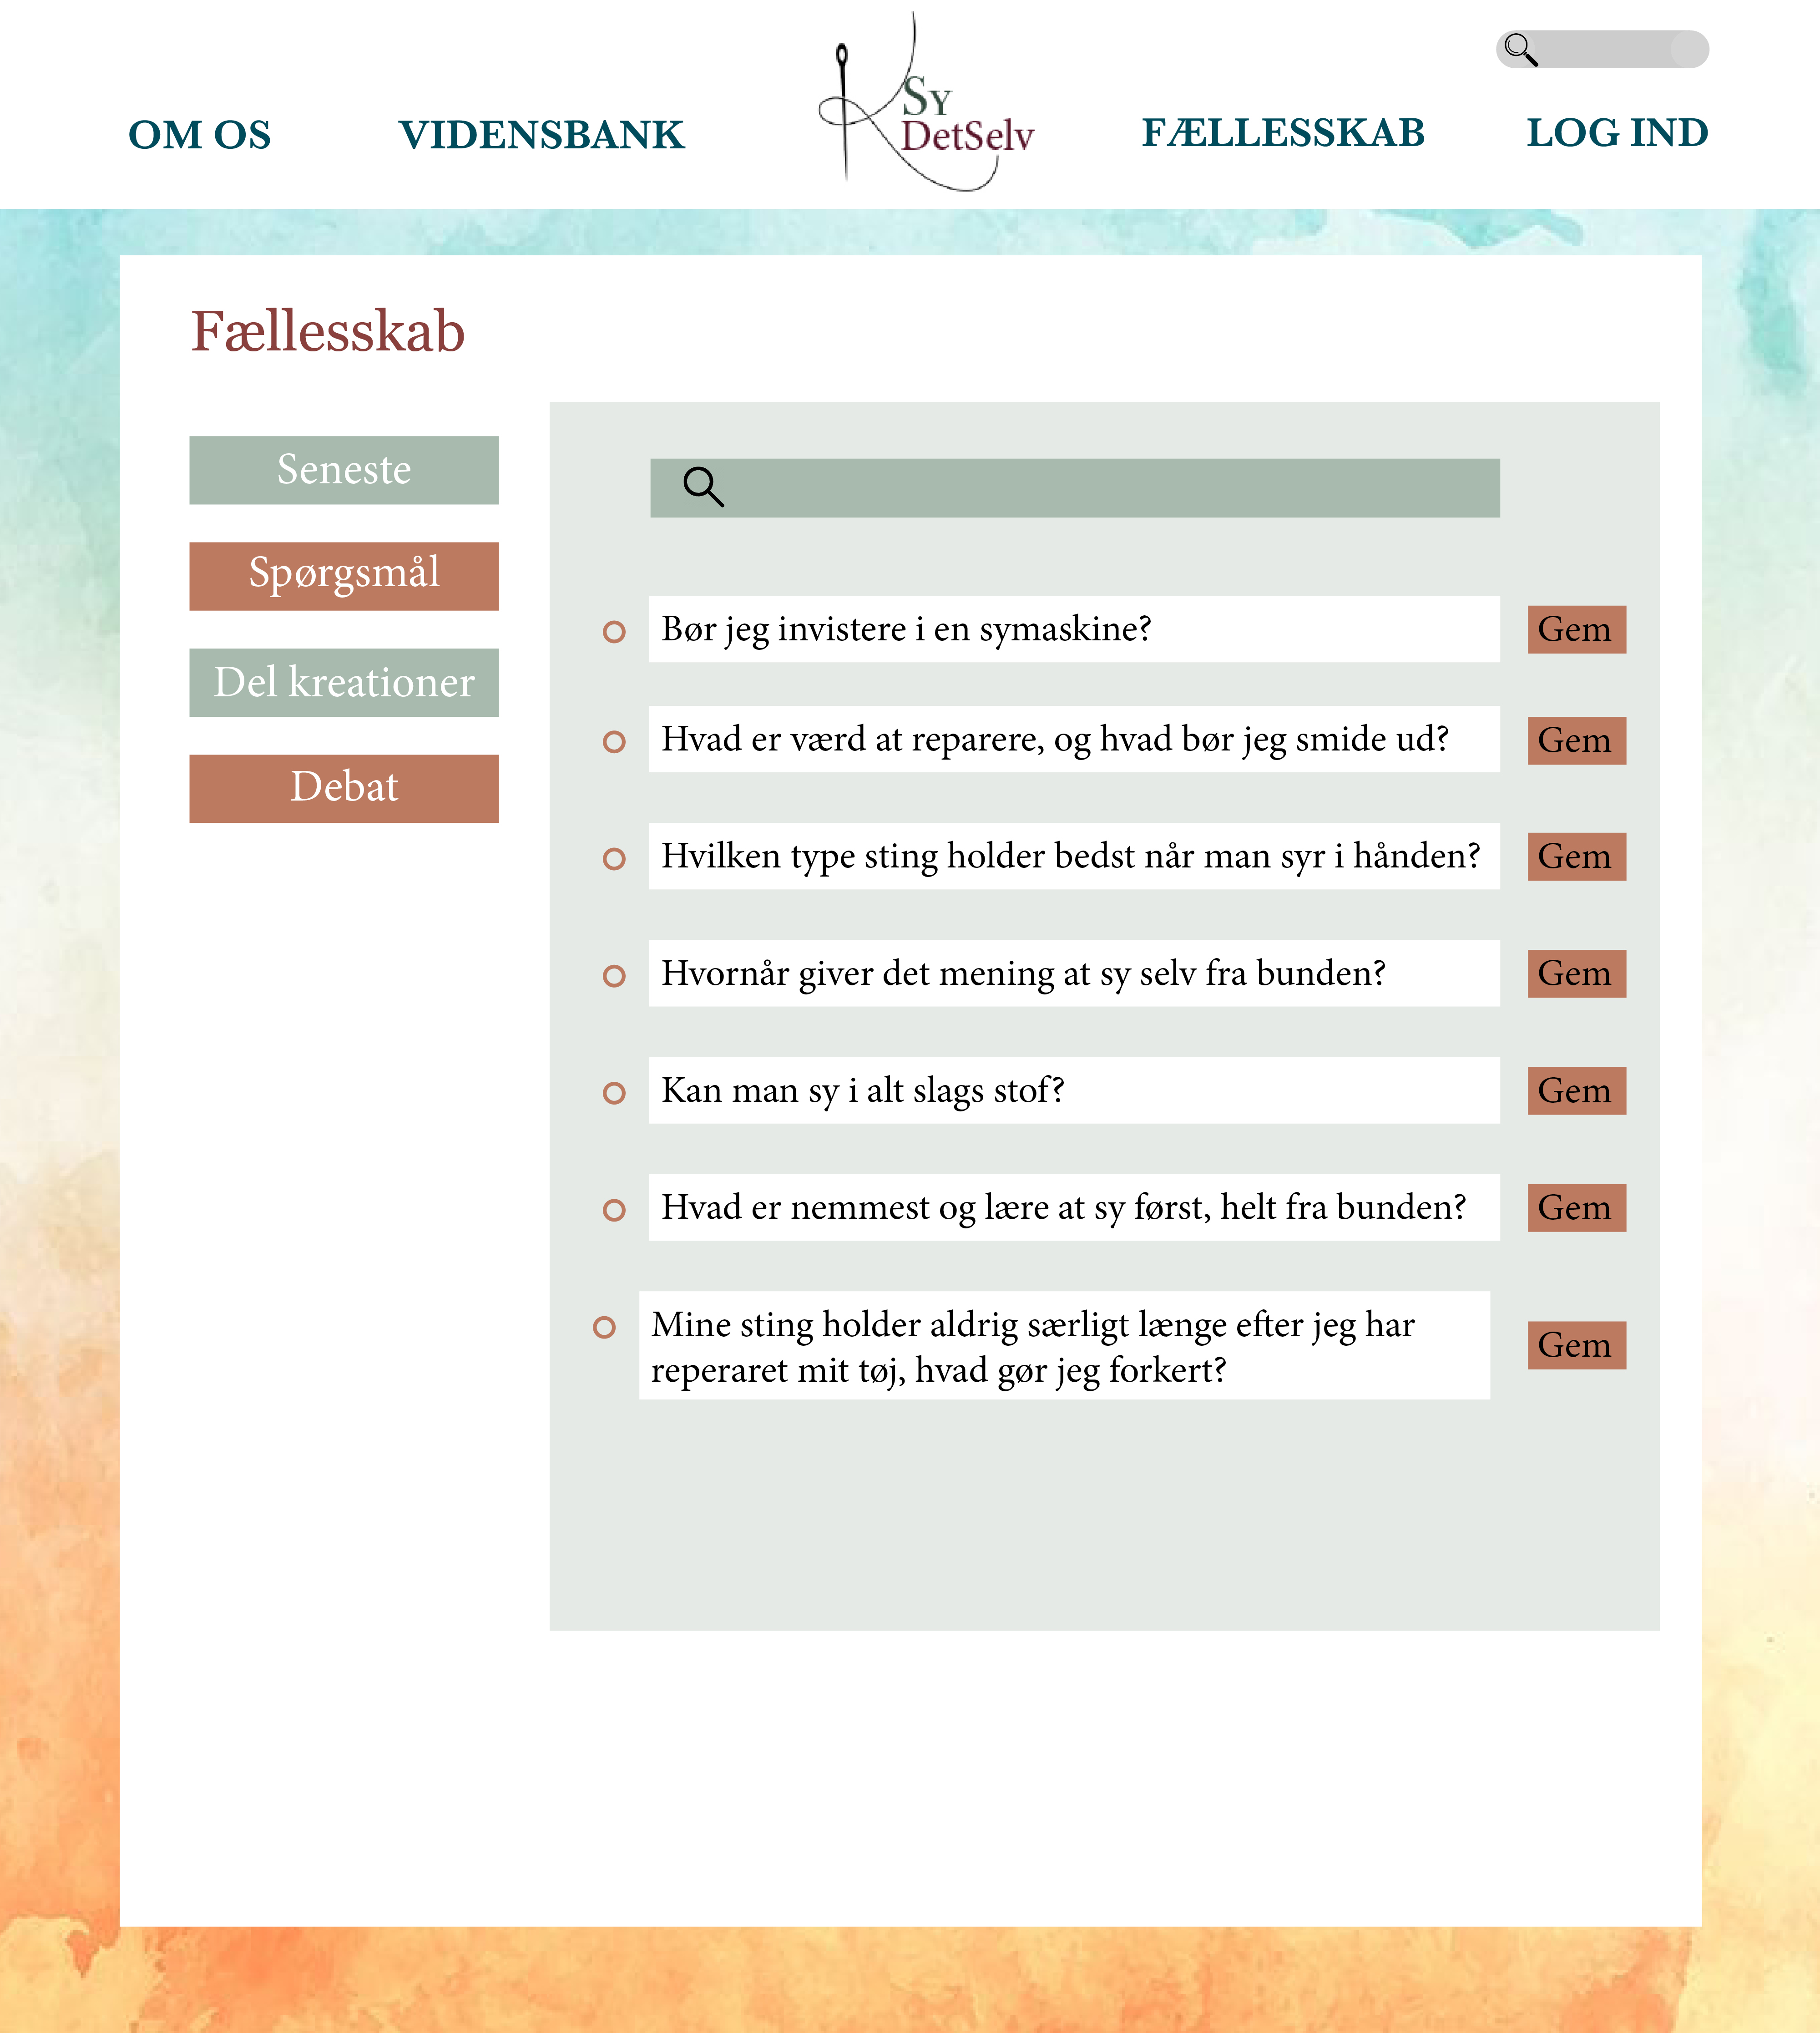 OM OS
VIDENSBANK
Sy
DetSelv
FÆLLESSKAB
LOG IND
Fællesskab
Seneste
Spørgsmål
Del kreationer
Debat
Bør jeg invistere i en symaskine?
Gem
Hvad er værd at reparere, og hvad bør jeg smide ud?
Gem
Hvilken type sting holder bedst når man syr i hånden?
Gem
Hvornår giver det mening at sy selv fra bunden?
Gem
Kan man sy i alt slags stof?
Gem
Hvad er nemmest og lære at sy først, helt fra bunden?
Gem
Mine sting holder aldrig særligt længe efter jeg har
reperaret mit tøj, hvad gør jeg forkert?
Gem